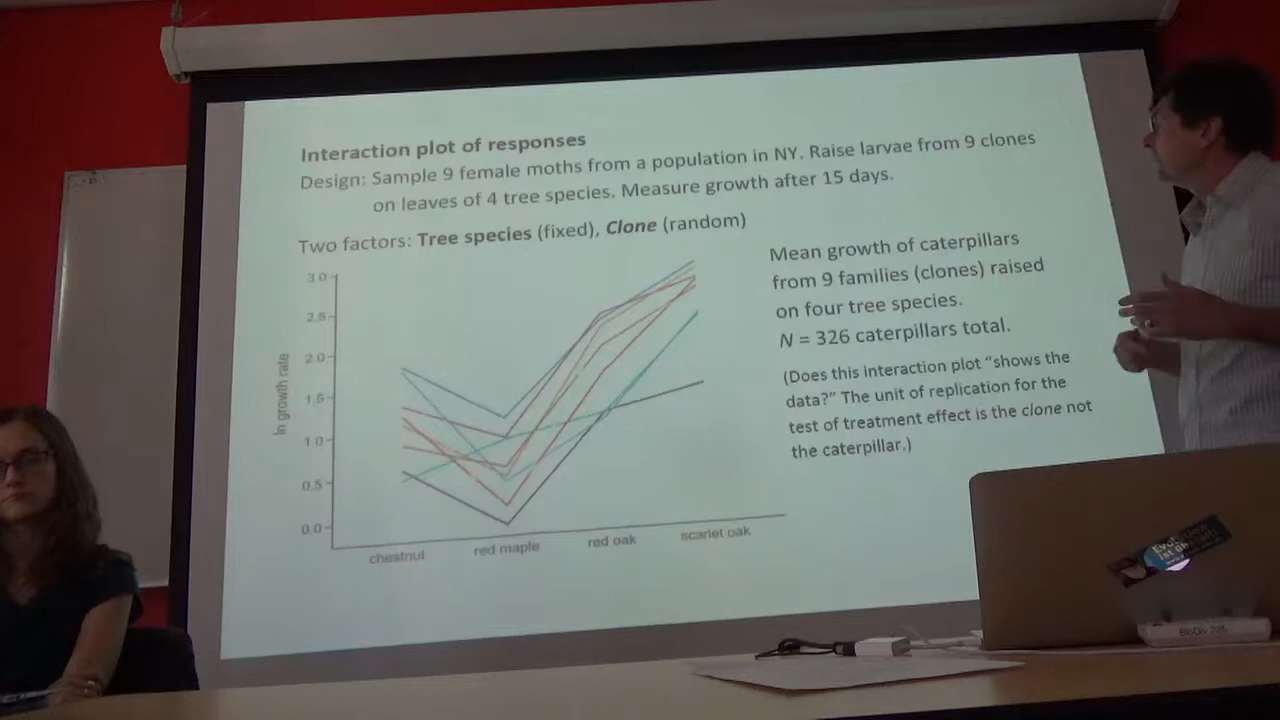 Interaction plot of responses
Design: Sample 9 female moths from a population in NY. Raise larvae from 9 clones
on leaves of 4 tree species. Measure growth after 15 days.
Two factors: Tree species (fixed), Clone (random)
Mean growth of caterpillars
from 9 families (clones) raised
on four tree species.
N = 326 caterpillars total.
(Does this interaction plot “shows the
data?” The unit of replication for the
test of treatment effect is the clone not
the caterpillar.)
ln growth rate
3.0
2.5
2.0
1.5
1.0
0.5
0.0
chestnut
red maple
red oak
scarlet oak
BioDiv 205